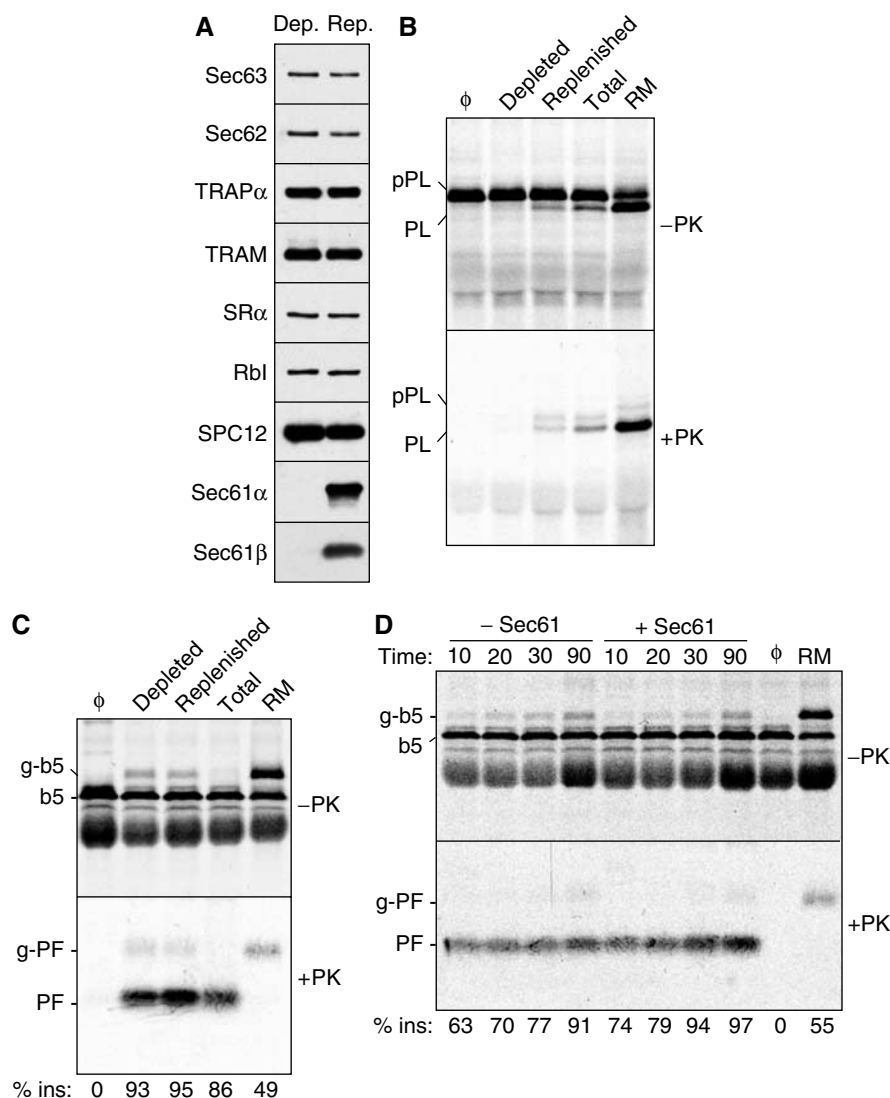 A
Dep. Rep.
Sec63
Sec62
TRAPα
TRAM
SRα
RbI
SPC12
Sec61α
Sec61β
B
ϕ
Depleted
Replenished
Total
RM
pPL
PL
–PK
pPL
PL
+PK
C
ϕ
Depleted
Replenished
Total
RM
g-b5
b5
–PK
g-PF
PF
+PK
% ins: 0 93 95 86 49
D
– Sec61 + Sec61
Time: 10 20 30 90 10 20 30 90 ϕ RM
g-b5
b5
–PK
g-PF
PF
+PK
% ins: 63 70 77 91 74 79 94 97 0 55